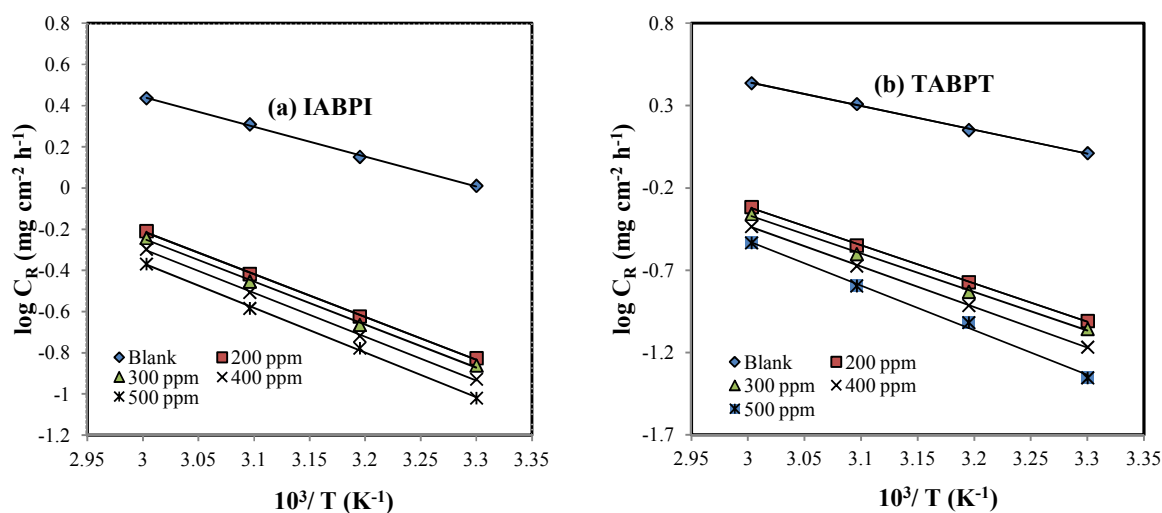 (a) IABPI
log C_R (mg cm⁻² h⁻¹)
0.8
0.6
0.4
0.2
0
-0.2
-0.4
-0.6
-0.8
-1
-1.2
Blank 200 ppm
300 ppm 400 ppm
500 ppm
2.95 3 3.05 3.1 3.15 3.2 3.25 3.3 3.35
10³/ T (K⁻¹)
(b) TABPT
log C_R (mg cm⁻² h⁻¹)
0.8
0.3
-0.2
-0.7
-1.2
-1.7
Blank 200 ppm
300 ppm 400 ppm
500 ppm
2.95 3 3.05 3.1 3.15 3.2 3.25 3.3 3.35
10³/ T (K⁻¹)